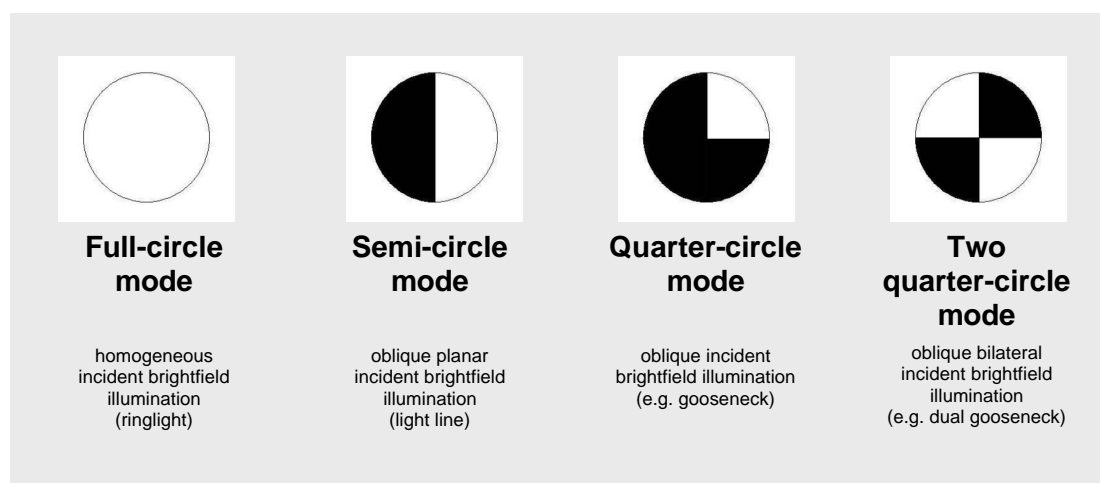 Full-circle
mode
homogeneous
incident brightfield
illumination
(ringlight)
Semi-circle
mode
oblique planar
incident brightfield
illumination
(light line)
Quarter-circle
mode
oblique incident
brightfield illumination
(e.g. gooseneck)
Two
quarter-circle
mode
oblique bilateral
incident brightfield
illumination
(e.g. dual gooseneck)